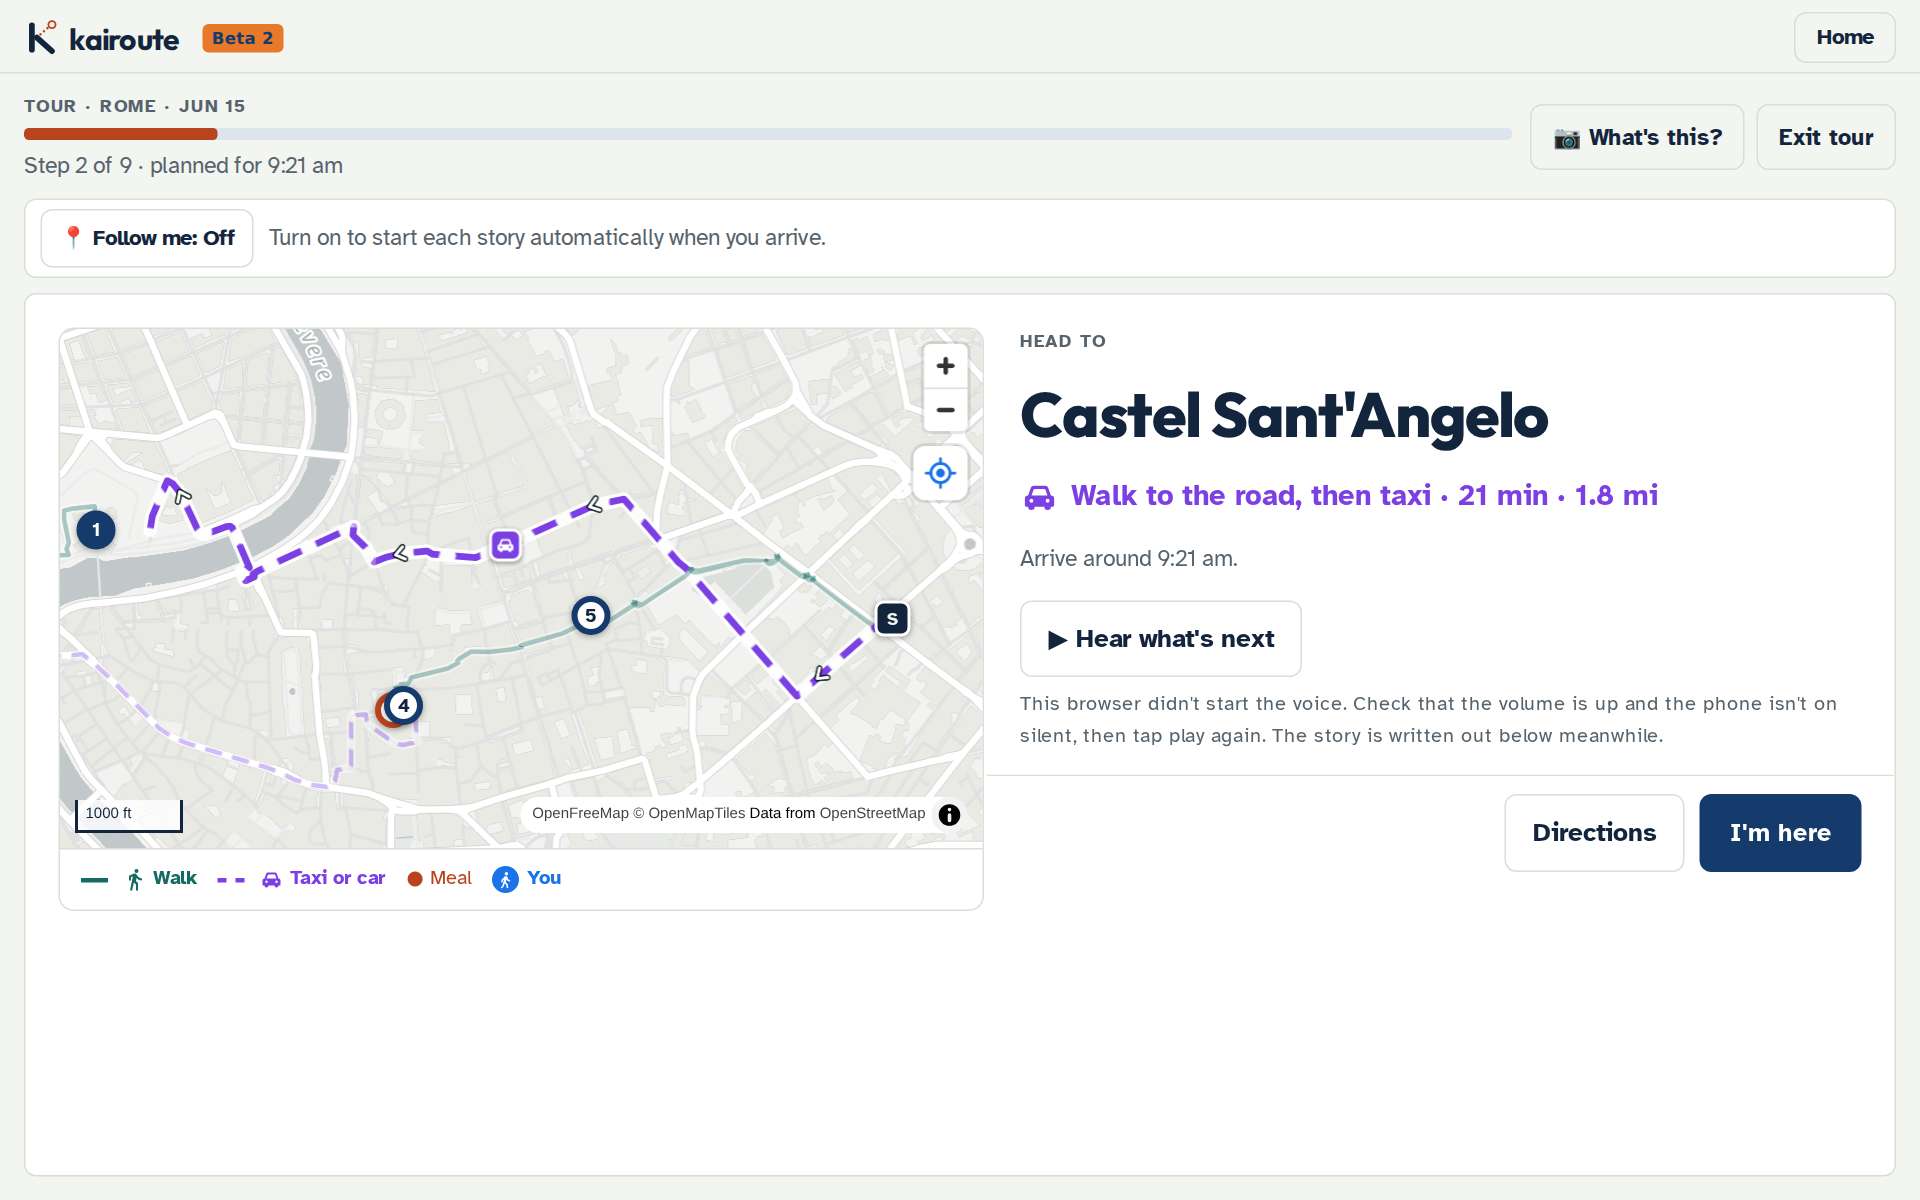 kairoute
Beta 2
Home
TOUR · ROME · JUN 15
Step 2 of 9 · planned for 9:21 am
What's this?
Exit tour
Follow me: Off
Turn on to start each story automatically when you arrive.
1
5
4
S
1000 ft
OpenFreeMap © OpenMapTiles Data from OpenStreetMap
Walk
Taxi or car
Meal
You
HEAD TO
Castel Sant'Angelo
Walk to the road, then taxi · 21 min · 1.8 mi
Arrive around 9:21 am.
▶ Hear what's next
This browser didn't start the voice. Check that the volume is up and the phone isn't on
silent, then tap play again. The story is written out below meanwhile.
Directions
I'm here